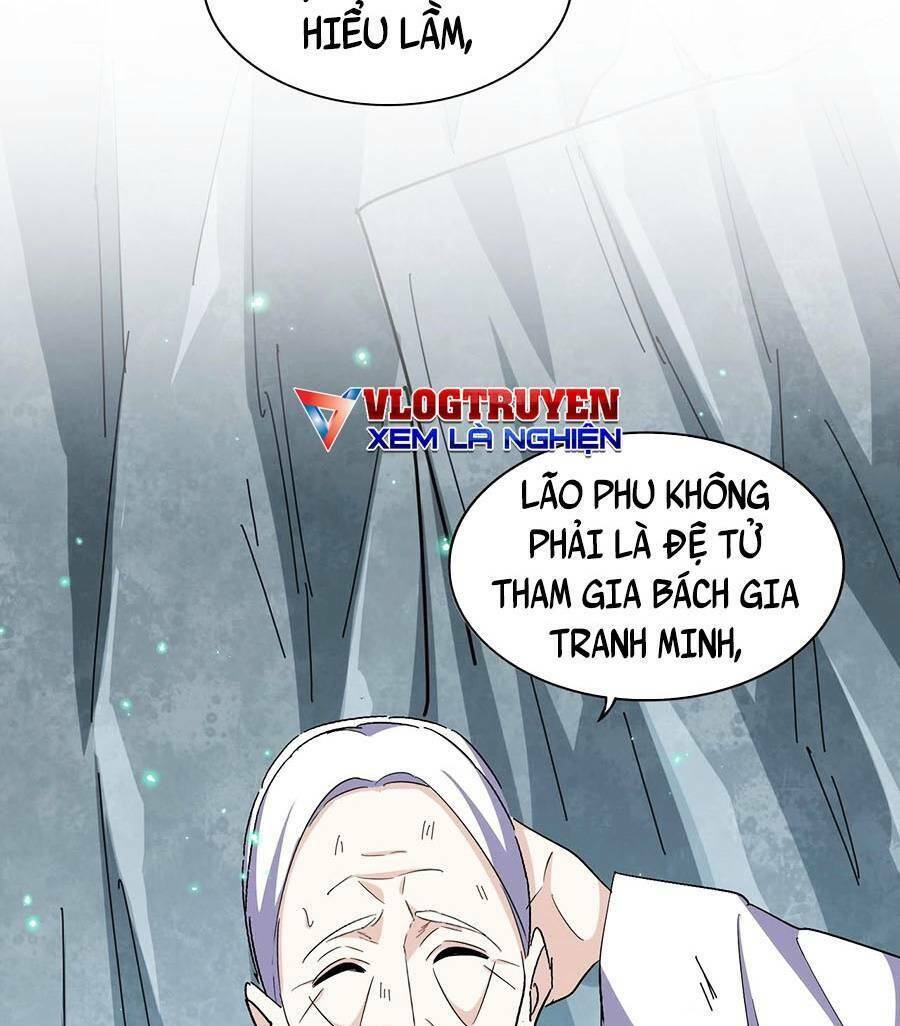 HIỂU LẦM,
VLOGTRUYEN
XEM LÀ NGHIỆN
LÃO PHU KHÔNG
PHẢI LÀ ĐỆ TỬ
THAM GIA BÁCH GIA
TRANH MINH,